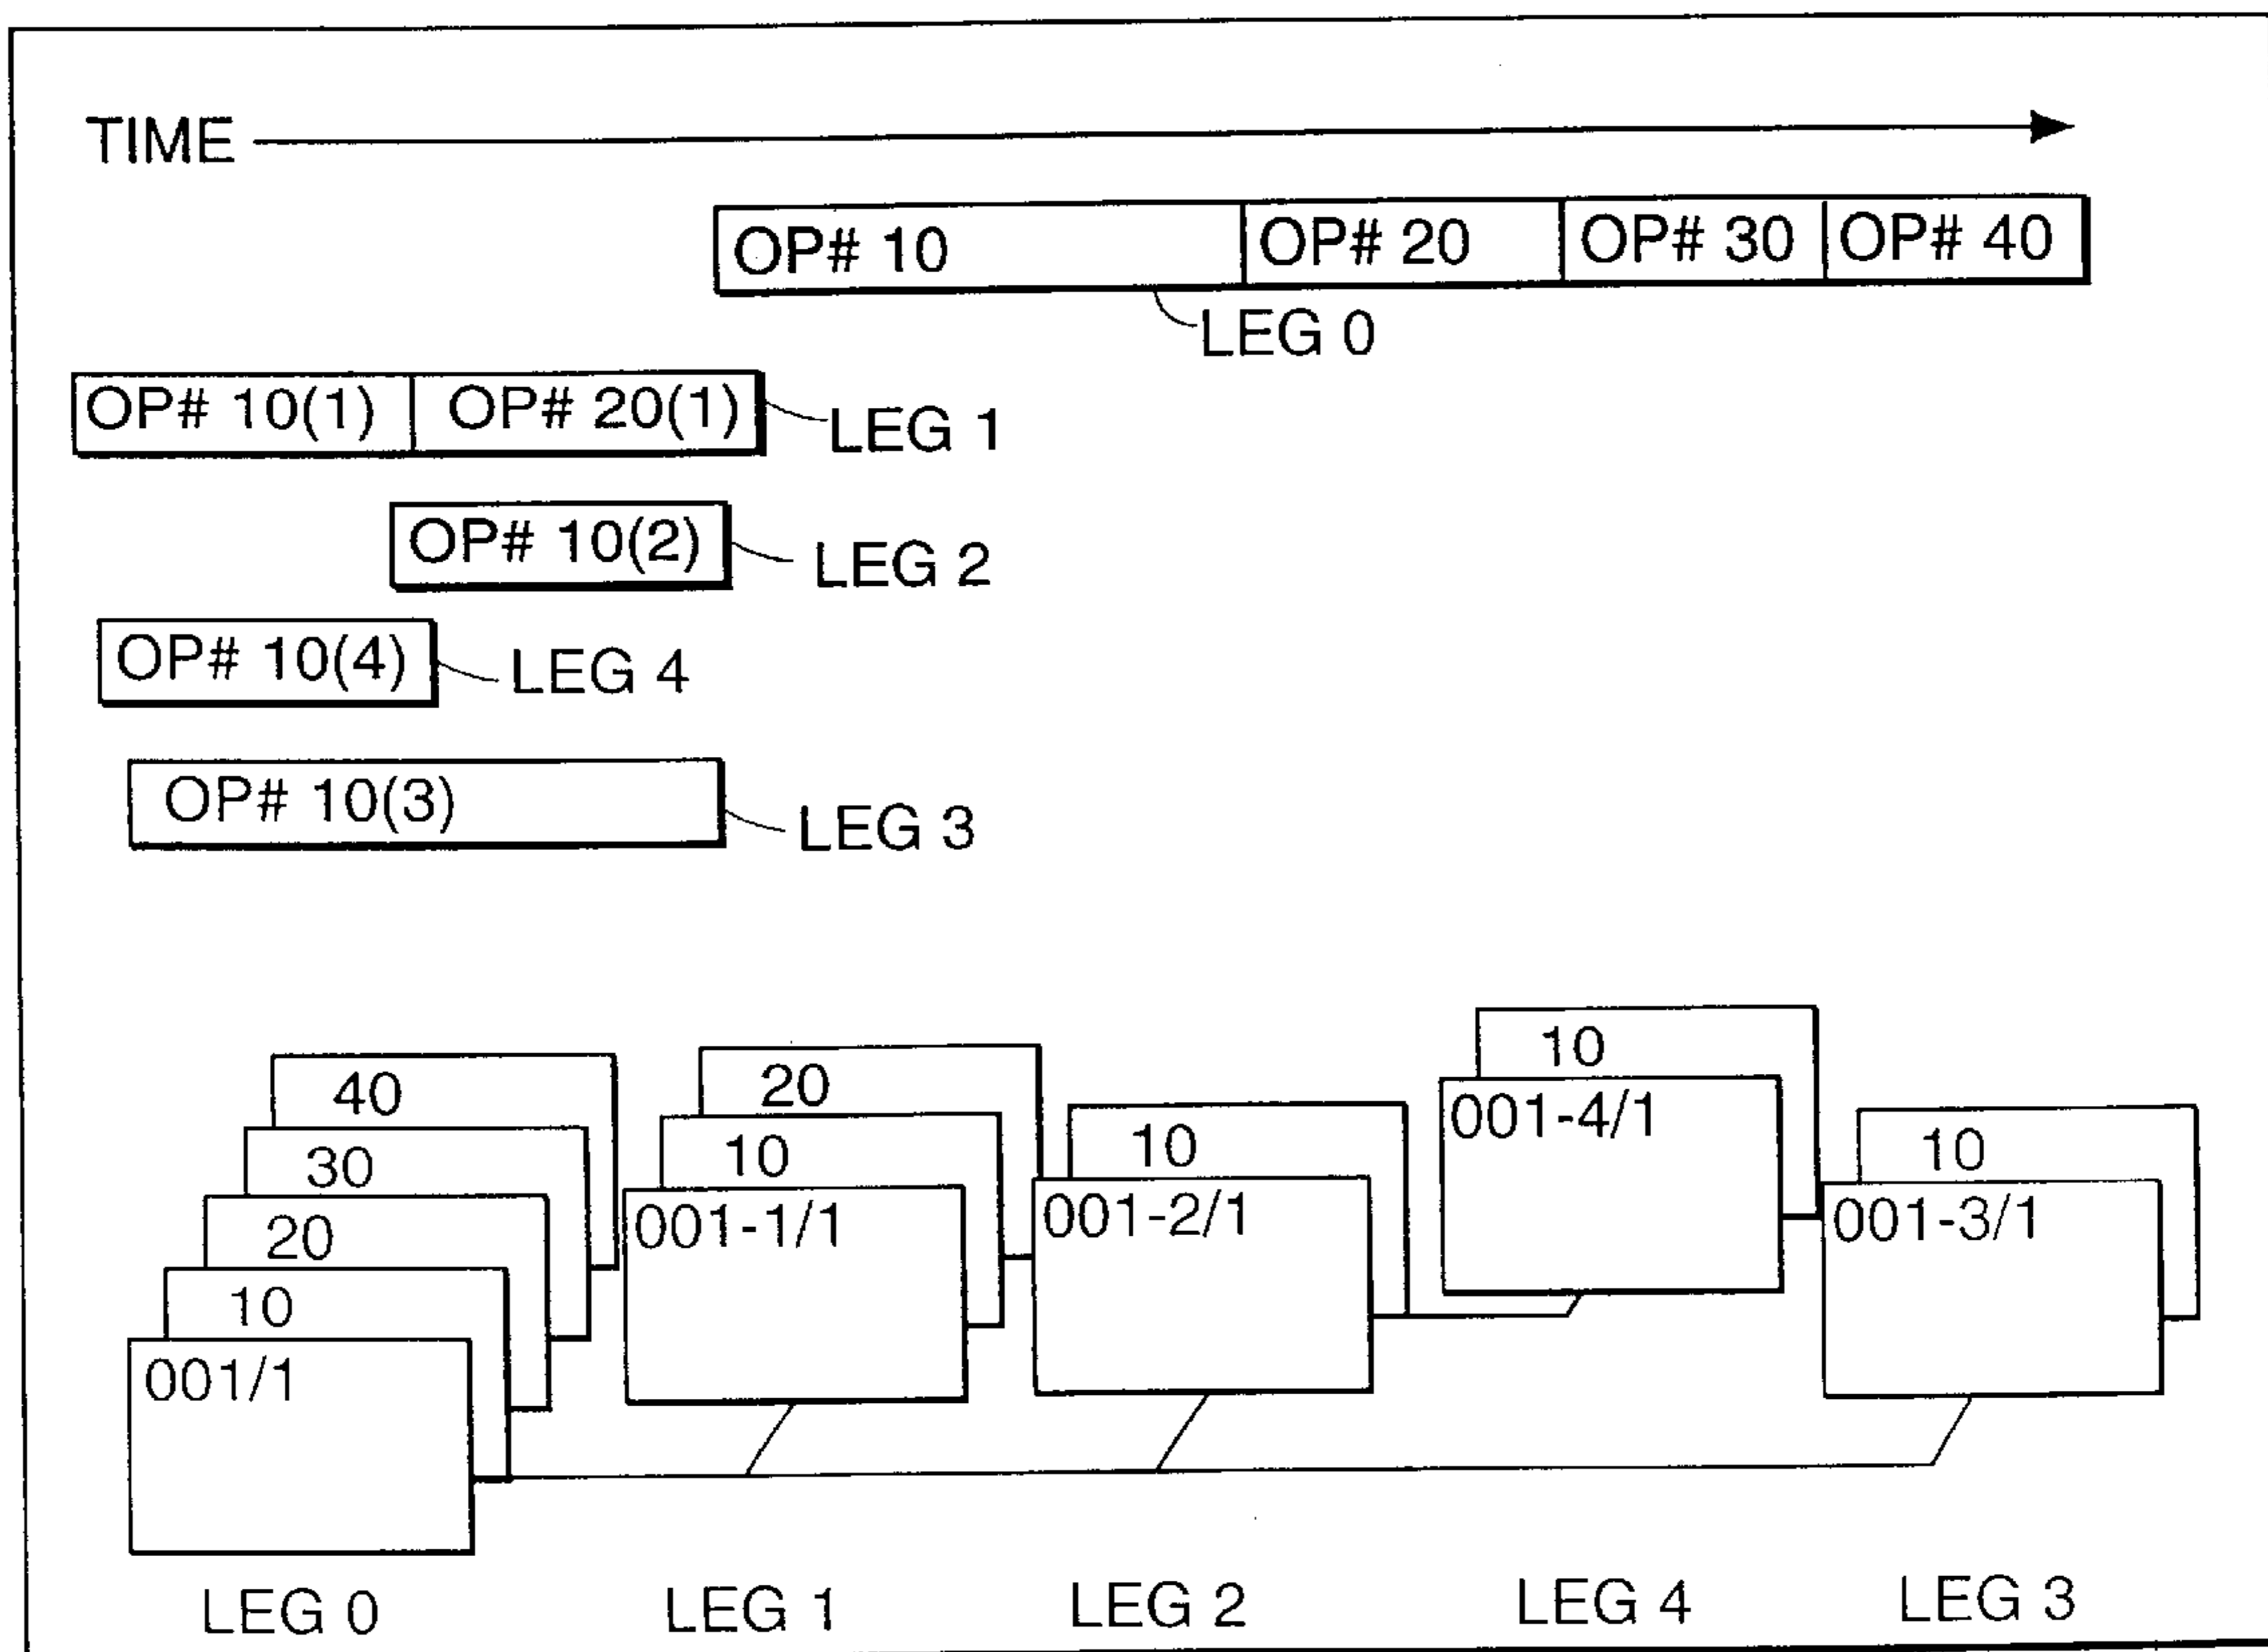 TIME
OP# 10 OP# 20 OP# 30 OP# 40
LEG 0
OP# 10(1) OP# 20(1) LEG 1
OP# 10(2) LEG 2
OP# 10(4) LEG 4
OP# 10(3) LEG 3
40
30
20
10
001/1
20
10
001-1/1
10
001-2/1
10
001-4/1
10
001-3/1
LEG 0 LEG 1 LEG 2 LEG 4 LEG 3